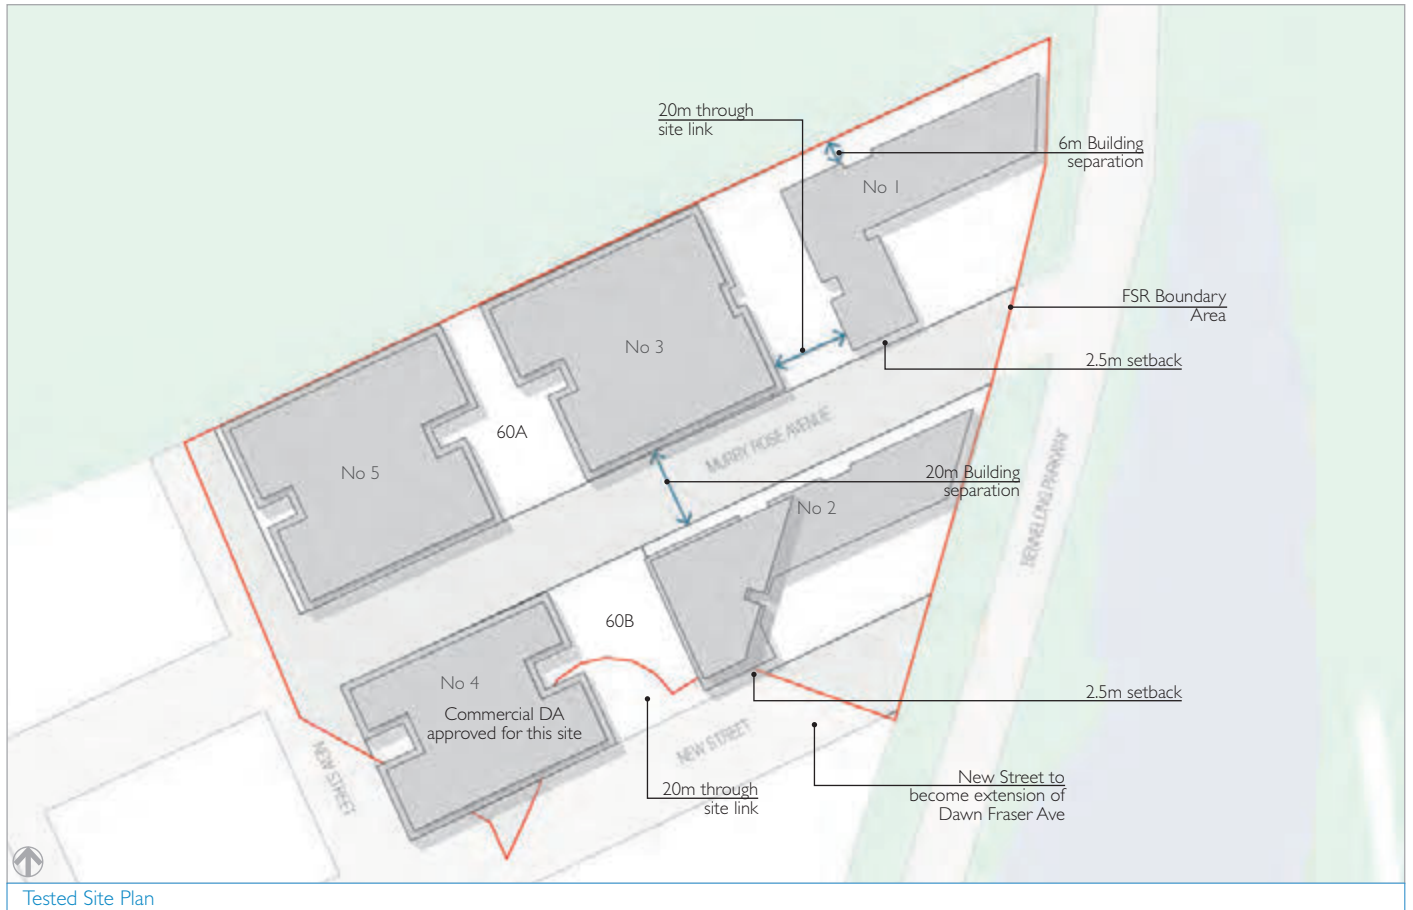 20m through
site link
6m Building
separation
No 1
FSR Boundary
Area
No 3
2.5m setback
MURRY ROSE AVENUE
60A
No 5
20m Building
separation
BENNELONG PARKWAY
No 2
60B
No 4
Commercial DA
approved for this site
2.5m setback
NEW STREET
NEW STREET
20m through
site link
New Street to
become extension of
Dawn Fraser Ave
Tested Site Plan